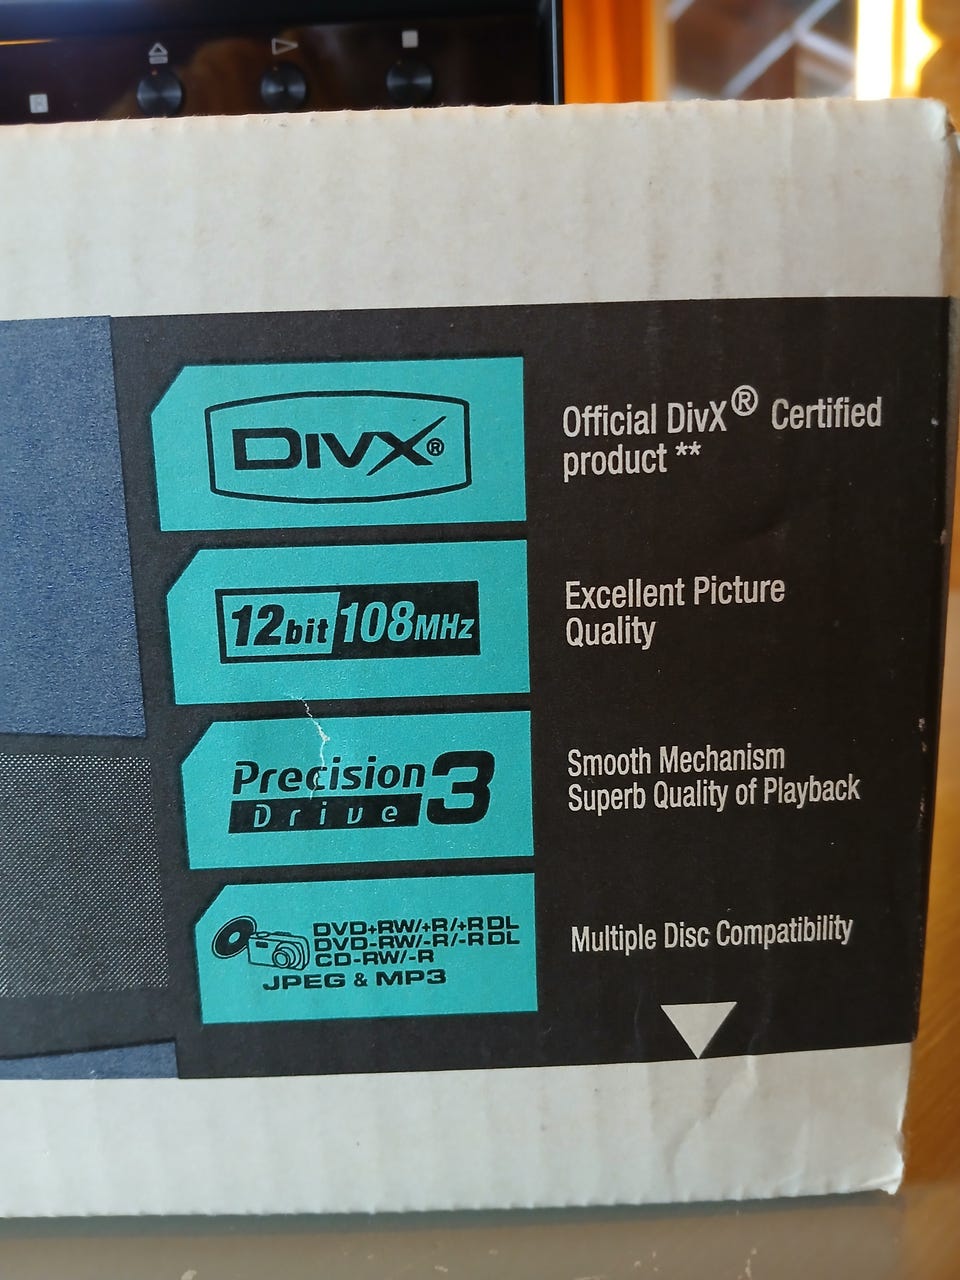 DIVX®
Official DivX® Certified
product **
12bit 108MHz
Excellent Picture
Quality
Precision
Drive 3
Smooth Mechanism
Superb Quality of Playback
DVD+RW/+R/+R DL
DVD-RW/-R/-R DL
CD-RW/-R
JPEG & MP3
Multiple Disc Compatibility